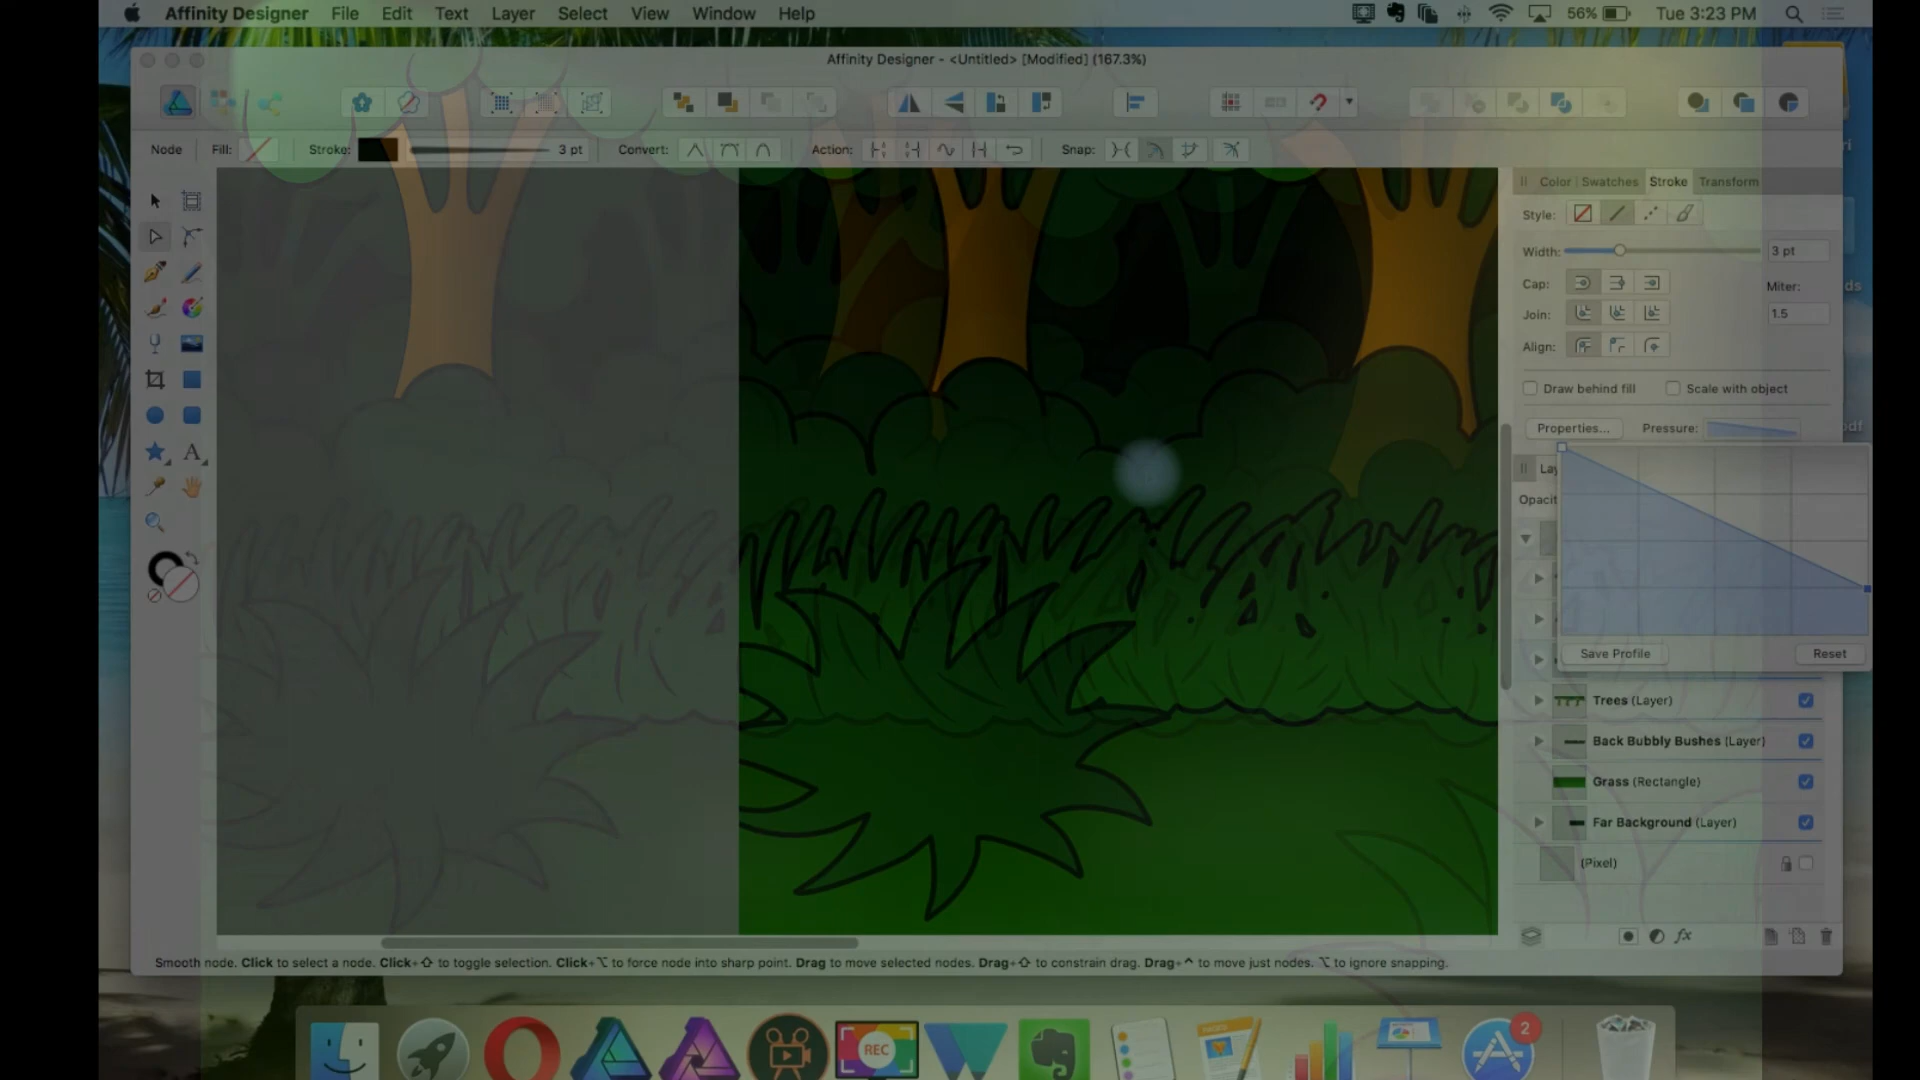 Affinity Designer File Edit Text Layer Select View Window Help 56% Tue 3:23 PM
Affinity Designer - <Untitled> [Modified] (167.3%)
Node Fill: Stroke: 3 pt Convert: Action: Snap:
Color Swatches Stroke Transform
Style:
Width: 3 pt
Cap: Miter:
Join: 1.5
Align:
Draw behind fill Scale with object
Properties... Pressure:
Lay
Opacit
Save Profile Reset
Trees (Layer)
Back Bubbly Bushes (Layer)
Grass (Rectangle)
Far Background (Layer)
(Pixel)
fx
Smooth node. Click to select a node. Click+⇧ to toggle selection. Click+⌥ to force node into sharp point. Drag to move selected nodes. Drag+⇧ to constrain drag. Drag+⌃ to move just nodes. ⌥ to ignore snapping.
REC
2